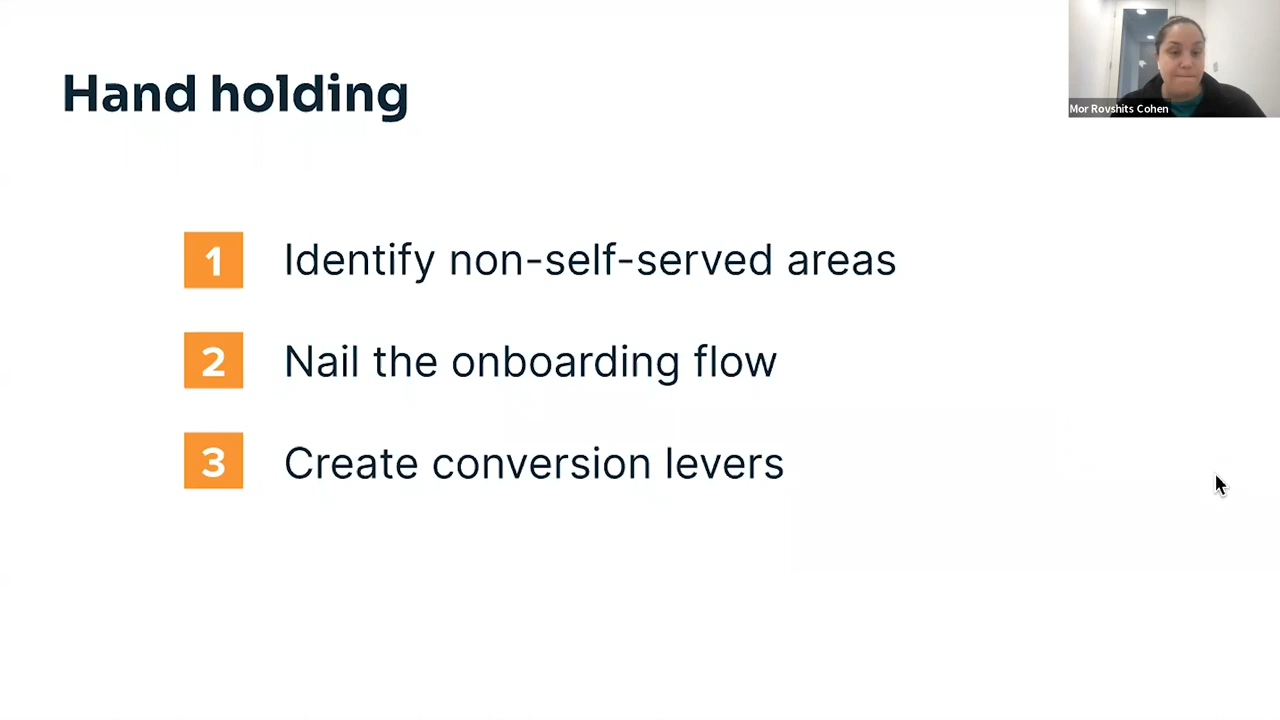 Hand holding
Mor Rovshits Cohen
1 Identify non-self-served areas
2 Nail the onboarding flow
3 Create conversion levers